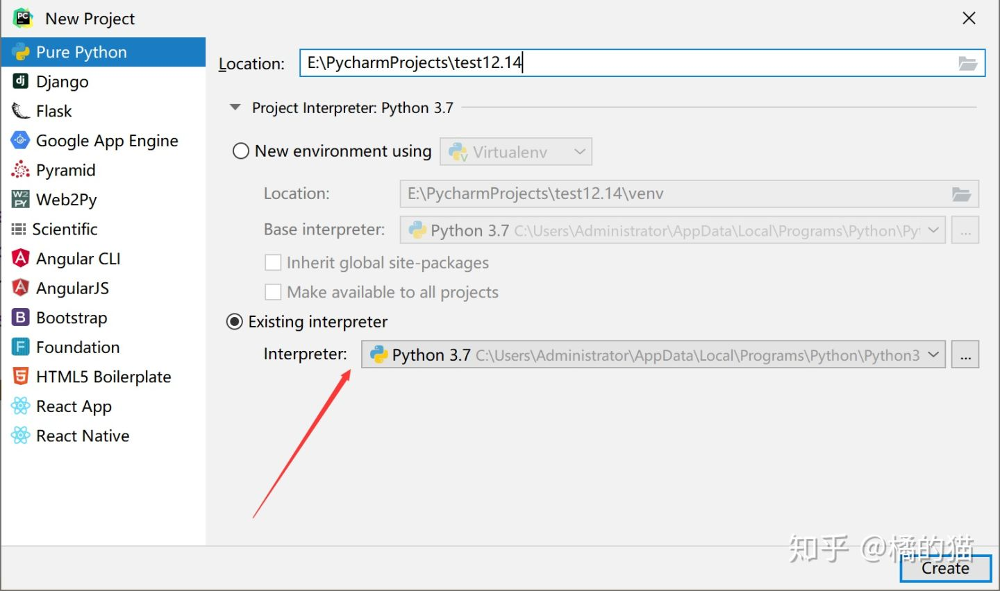 New Project
Pure Python
Django
Flask
Google App Engine
Pyramid
Web2Py
Scientific
Angular CLI
AngularJS
Bootstrap
Foundation
HTML5 Boilerplate
React App
React Native
Location: E:\PycharmProjects\test12.14
Project Interpreter: Python 3.7
New environment using Virtualenv
Location: E:\PycharmProjects\test12.14\venv
Base interpreter: Python 3.7 C:\Users\Administrator\AppData\Local\Programs\Python\Pyt ...
Inherit global site-packages
Make available to all projects
Existing interpreter
Interpreter: Python 3.7 C:\Users\Administrator\AppData\Local\Programs\Python\Python3 ...
知乎 @橘的猫
Create